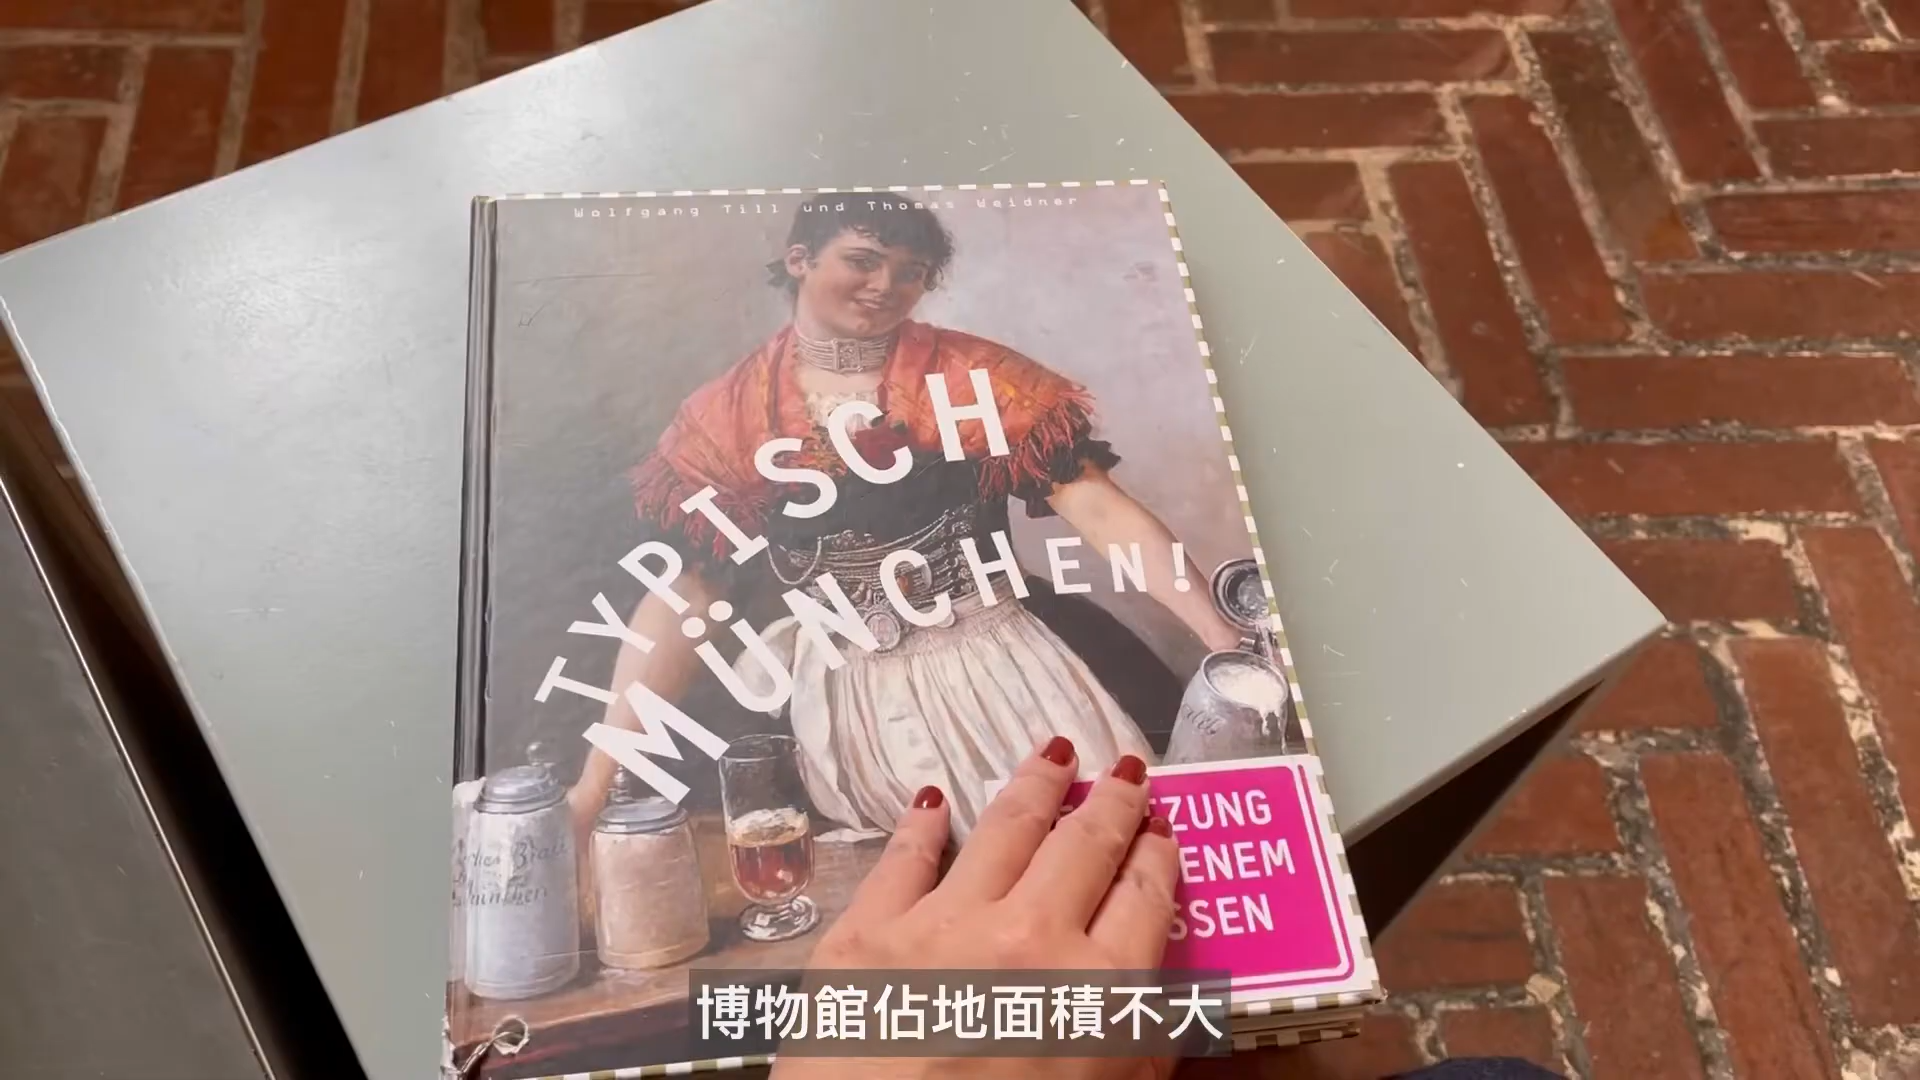 Wolfgang Till und Thomas Weidner
TYPISCH
MÜNCHEN!
ZUNG
ENEM
SSEN
博物館佔地面積不大